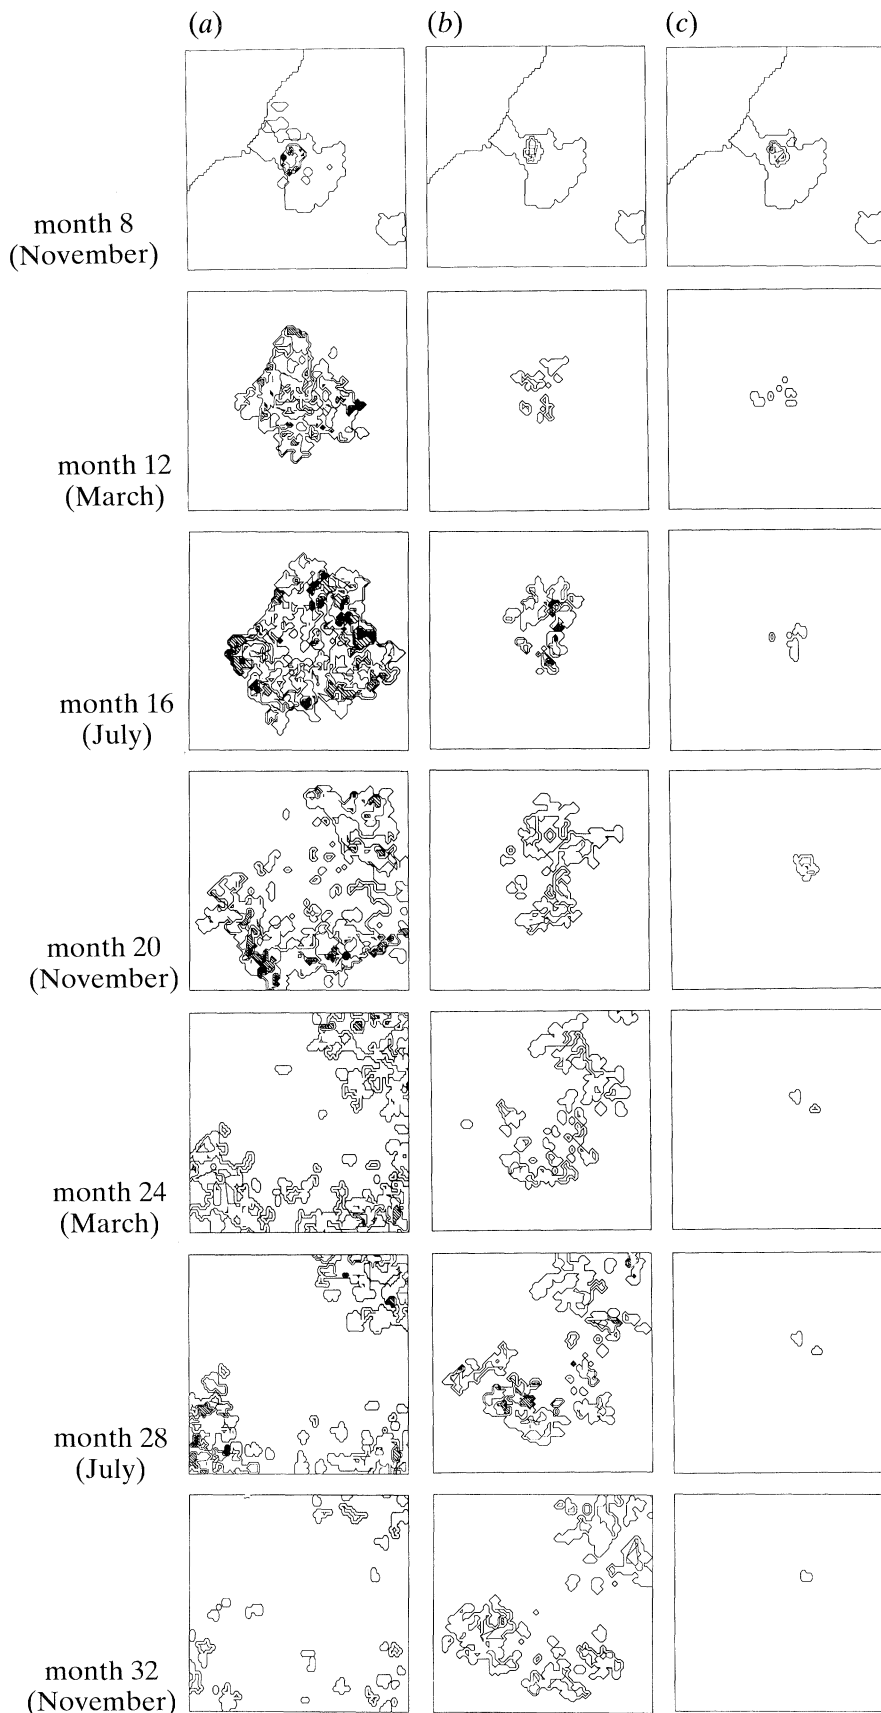 (a) (b) (c)
month 8
(November)
month 12
(March)
month 16
(July)
month 20
(November)
month 24
(March)
month 28
(July)
month 32
(November)